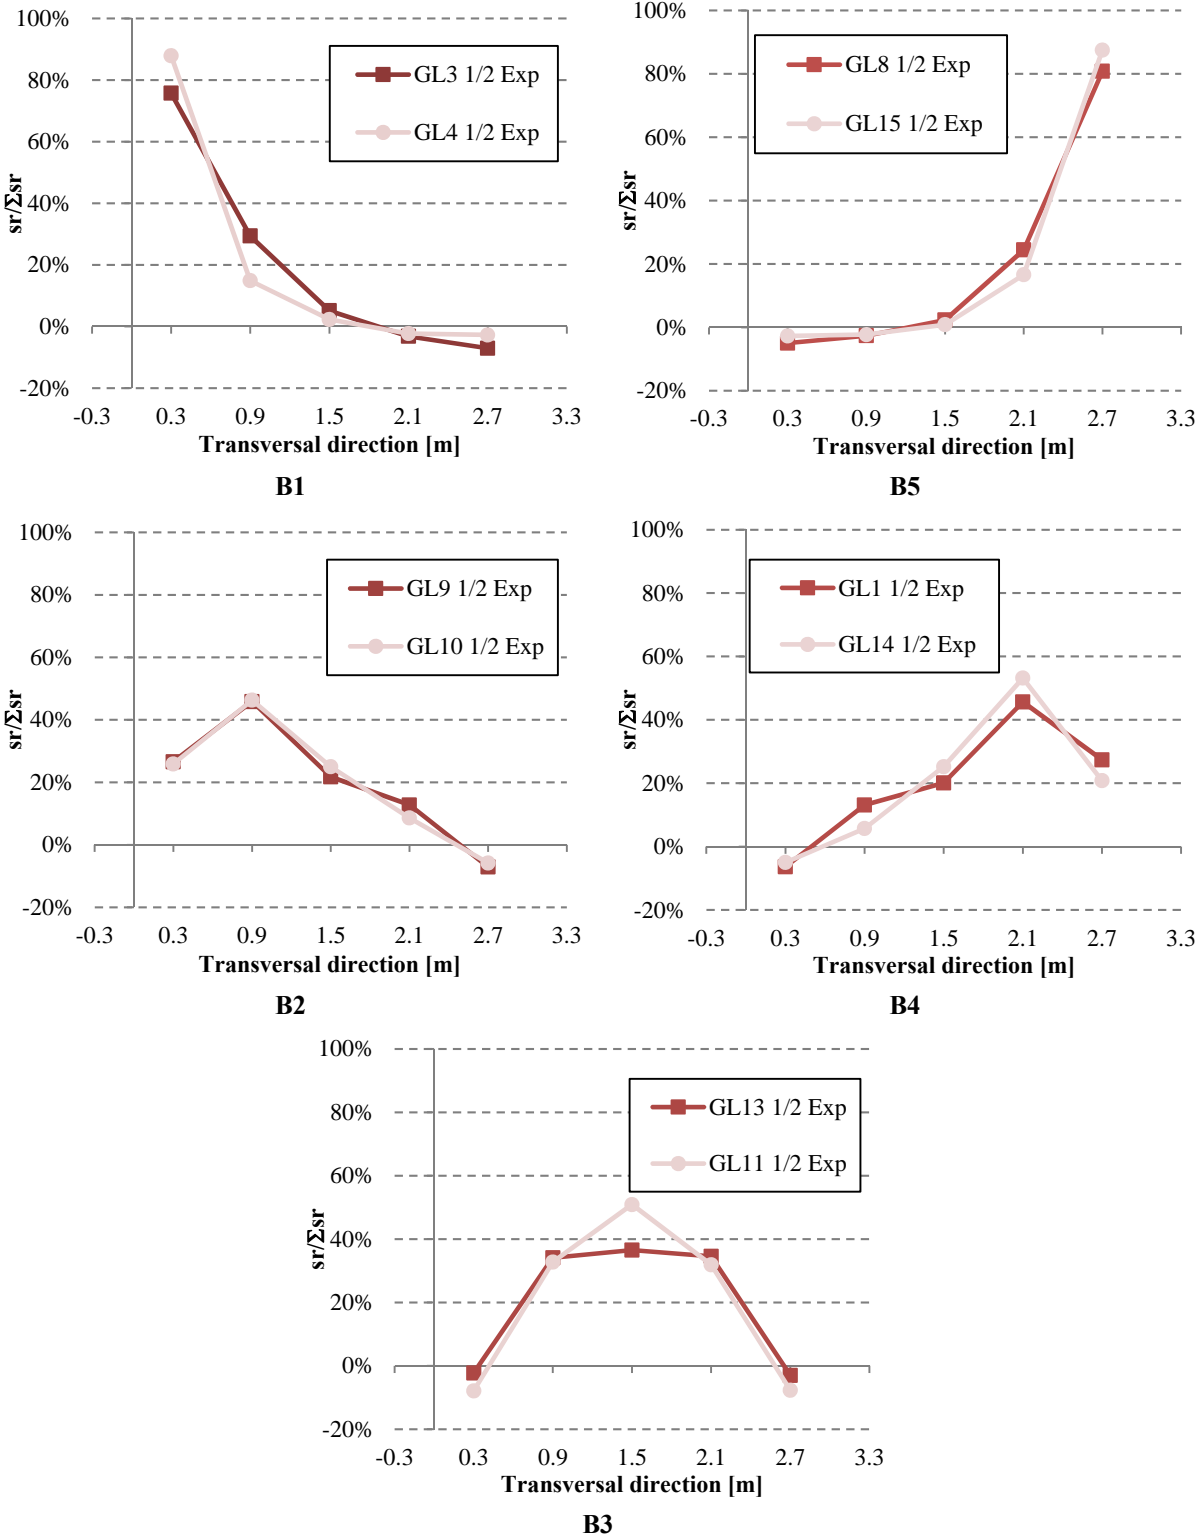 100%
80%
60%
40%
20%
0%
-20%
sr/Σsr
GL3 1/2 Exp
GL4 1/2 Exp
-0.3 0.3 0.9 1.5 2.1 2.7 3.3
Transversal direction [m]
B1
100%
80%
60%
40%
20%
0%
-20%
sr/Σsr
GL8 1/2 Exp
GL15 1/2 Exp
-0.3 0.3 0.9 1.5 2.1 2.7 3.3
Transversal direction [m]
B5
100%
80%
60%
40%
20%
0%
-20%
sr/Σsr
GL9 1/2 Exp
GL10 1/2 Exp
-0.3 0.3 0.9 1.5 2.1 2.7 3.3
Transversal direction [m]
B2
100%
80%
60%
40%
20%
0%
-20%
sr/Σsr
GL1 1/2 Exp
GL14 1/2 Exp
-0.3 0.3 0.9 1.5 2.1 2.7 3.3
Transversal direction [m]
B4
100%
80%
60%
40%
20%
0%
-20%
sr/Σsr
GL13 1/2 Exp
GL11 1/2 Exp
-0.3 0.3 0.9 1.5 2.1 2.7 3.3
Transversal direction [m]
B3